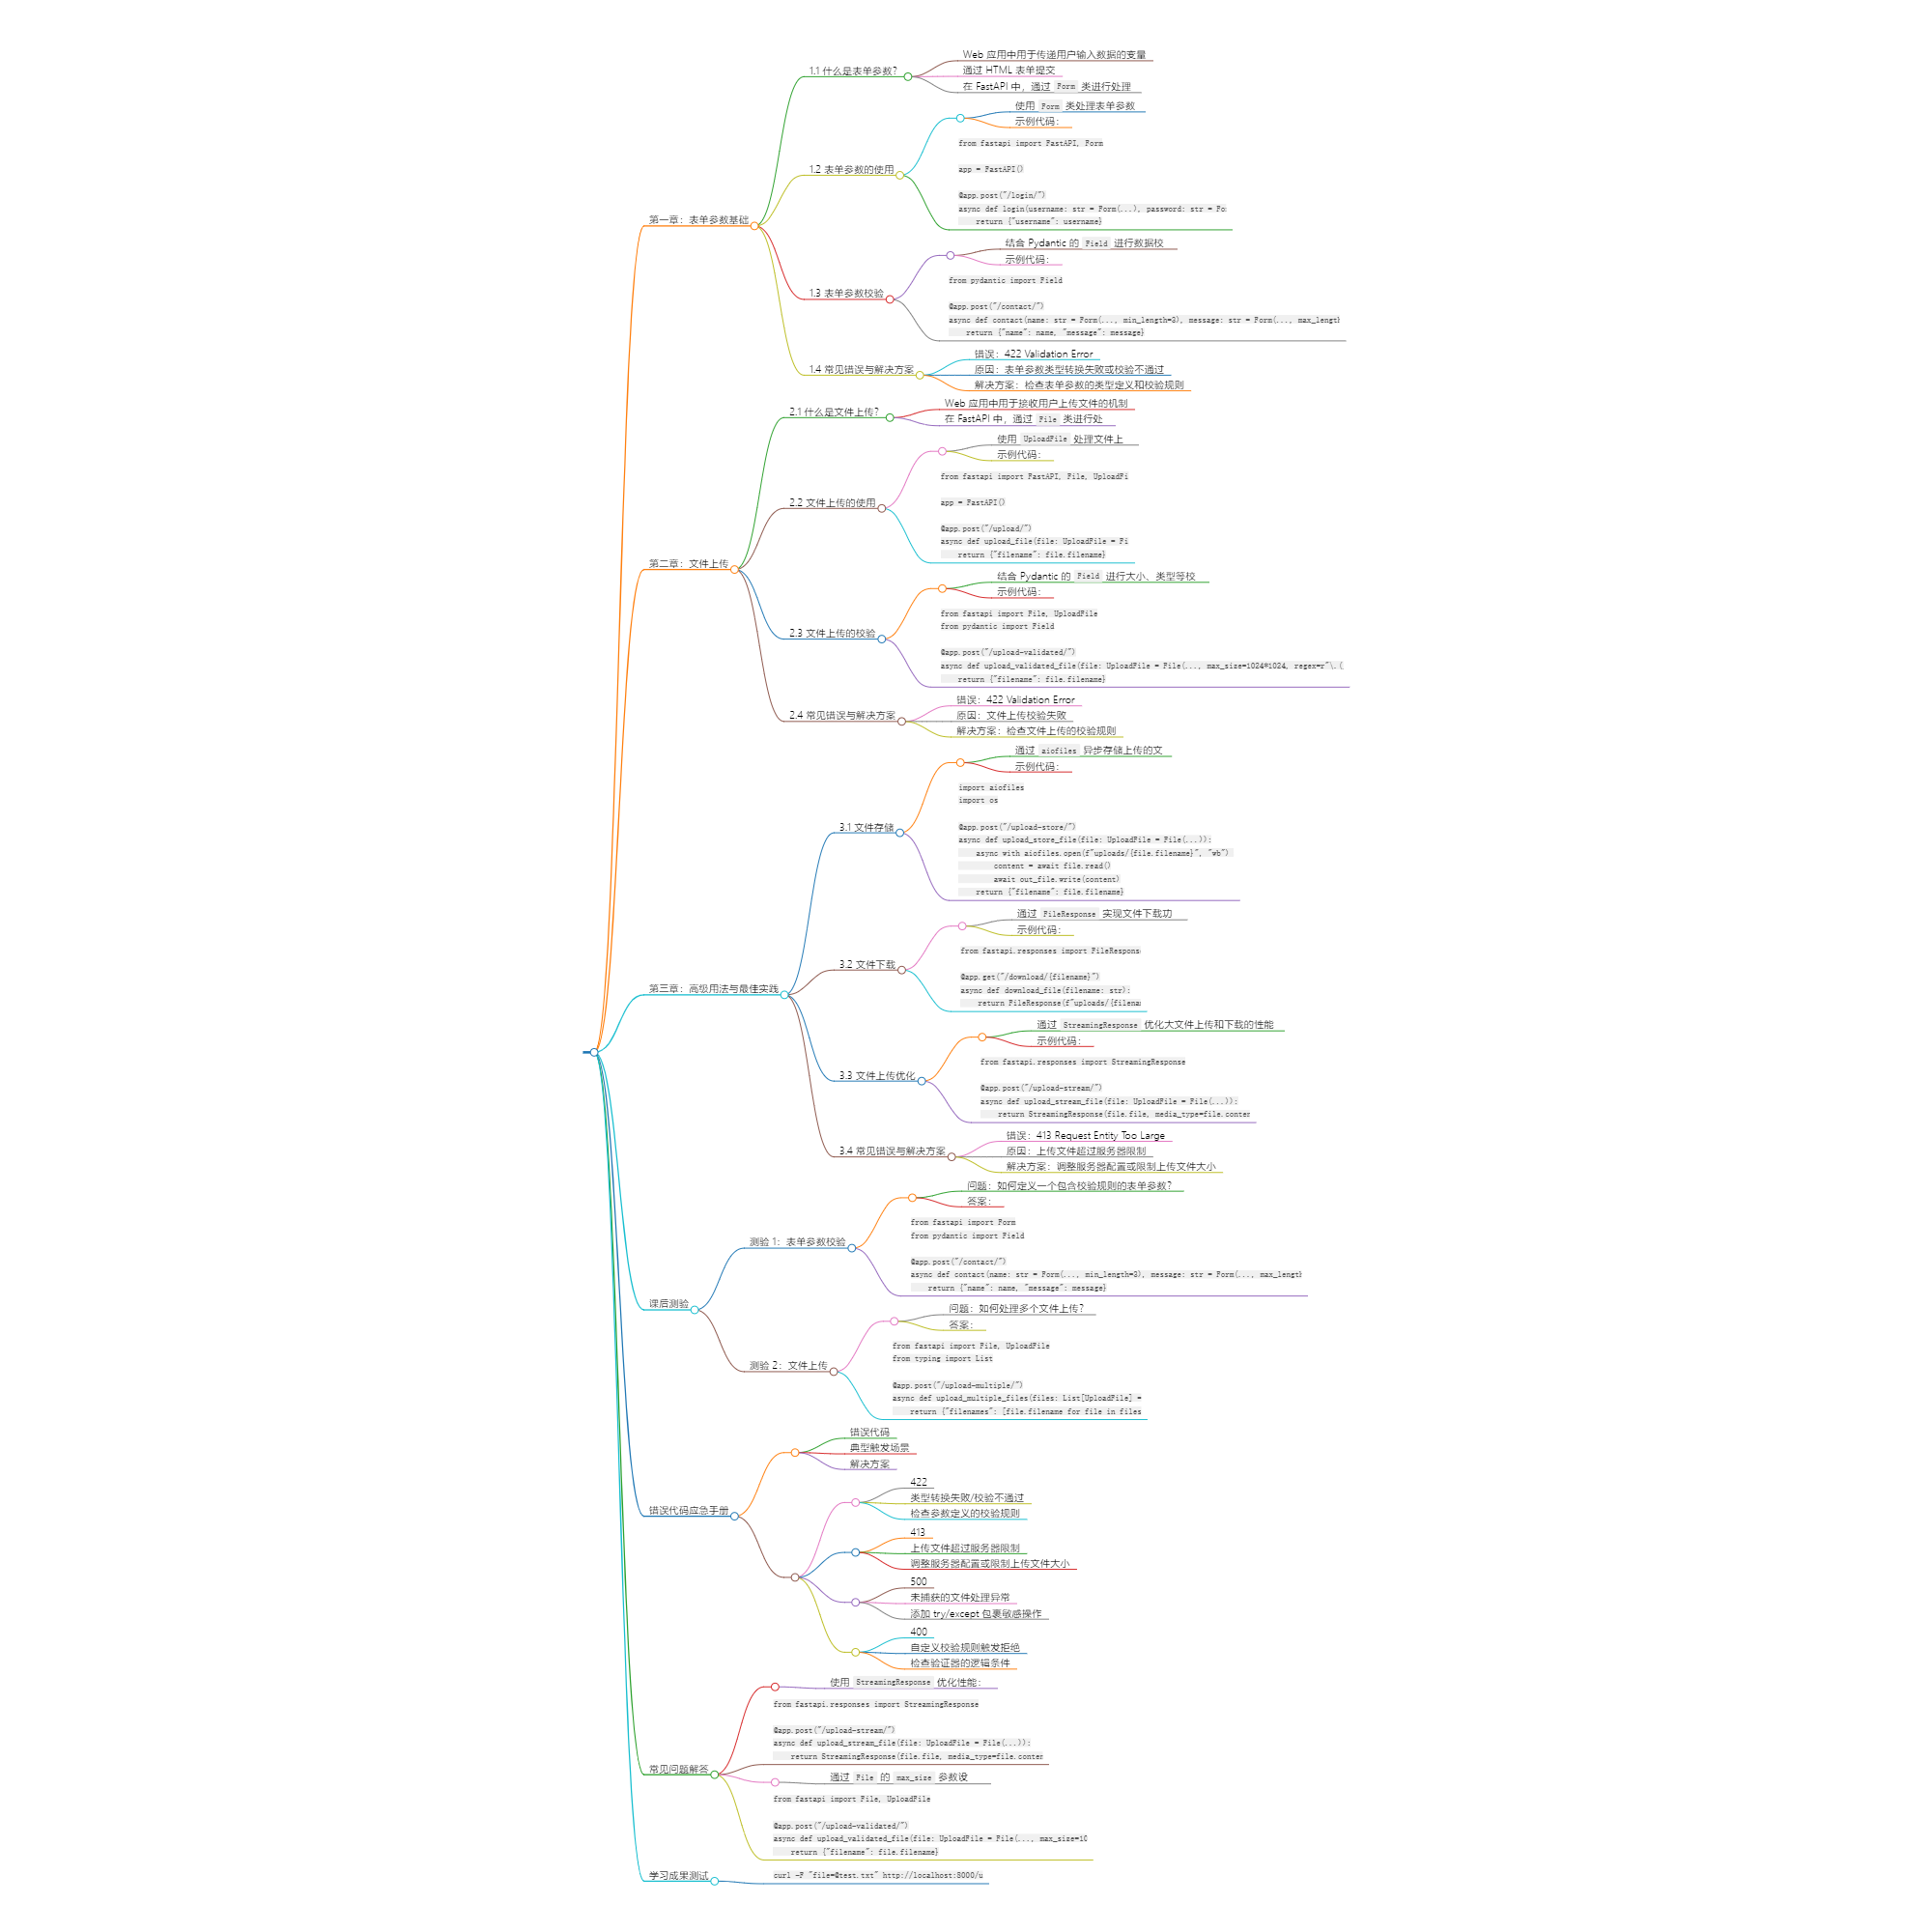 第一章：表单参数基础
1.1 什么是表单参数?
Web 应用中用于传递用户输入数据的变量
通过 HTML 表单提交
在 FastAPI 中，通过 Form 类进行处理
1.2 表单参数的使用
使用 Form 类处理表单参数
示例代码：
from fastapi import FastAPI, Form
app = FastAPI()
@app.post("/login/")
async def login(username: str = Form(...), password: str = Fo
return {"username": username}
1.3 表单参数校验
结合 Pydantic 的 Field 进行数据校
示例代码：
from pydantic import Field
@app.post("/contact/")
async def contact(name: str = Form(..., min_length=3), message: str = Form(..., max_lengt
return {"name": name, "message": message}
1.4 常见错误与解决方案
错误：422 Validation Error
原因：表单参数类型转换失败或校验不通过
解决方案：检查表单参数的类型定义和校验规则
第二章：文件上传
2.1 什么是文件上传?
Web 应用中用于接收用户上传文件的机制
在 FastAPI 中，通过 File 类进行处
2.2 文件上传的使用
使用 UploadFile 处理文件上
示例代码：
from fastapi import FastAPI, File, UploadFi
app = FastAPI()
@app.post("/upload/")
async def upload_file(file: UploadFile = Fi
return {"filename": file.filename}
2.3 文件上传的校验
结合 Pydantic 的 Field 进行大小、类型等校
示例代码：
from fastapi import File, UploadFile
from pydantic import Field
@app.post("/upload-validated/")
async def upload_validated_file(file: UploadFile = File(..., max_size=1024*1024, regex=r"\.(
return {"filename": file.filename}
2.4 常见错误与解决方案
错误：422 Validation Error
原因：文件上传校验失败
解决方案：检查文件上传的校验规则
第三章：高级用法与最佳实践
3.1 文件存储
通过 aiofiles 异步存储上传的文
示例代码：
import aiofiles
import os
@app.post("/upload-store/")
async def upload_store_file(file: UploadFile = File(...)):
async with aiofiles.open(f"uploads/{file.filename}", "wb")
content = await file.read()
await out_file.write(content)
return {"filename": file.filename}
3.2 文件下载
通过 FileResponse 实现文件下载功
示例代码：
from fastapi.responses import FileRespons
@app.get("/download/{filename}")
async def download_file(filename: str):
return FileResponse(f"uploads/{filena
3.3 文件上传优化
通过 StreamingResponse 优化大文件上传和下载的性能
示例代码：
from fastapi.responses import StreamingResponse
@app.post("/upload-stream/")
async def upload_stream_file(file: UploadFile = File(...)):
return StreamingResponse(file.file, media_type=file.conten
3.4 常见错误与解决方案
错误：413 Request Entity Too Large
原因：上传文件超过服务器限制
解决方案：调整服务器配置或限制上传文件大小
课后测验
测验 1：表单参数校验
问题：如何定义一个包含校验规则的表单参数?
答案：
from fastapi import Form
from pydantic import Field
@app.post("/contact/")
async def contact(name: str = Form(..., min_length=3), message: str = Form(..., max_lengt
return {"name": name, "message": message}
测验 2：文件上传
问题：如何处理多个文件上传?
答案：
from fastapi import File, UploadFile
from typing import List
@app.post("/upload-multiple/")
async def upload_multiple_files(files: List[UploadFile] =
return {"filenames": [file.filename for file in files
错误代码应急手册
错误代码
典型触发场景
解决方案
422
类型转换失败/校验不通过
检查参数定义的校验规则
413
上传文件超过服务器限制
调整服务器配置或限制上传文件大小
500
未捕获的文件处理异常
添加 try/except 包裹敏感操作
400
自定义校验规则触发拒绝
检查验证器的逻辑条件
常见问题解答
使用 StreamingResponse 优化性能：
from fastapi.responses import StreamingResponse
@app.post("/upload-stream/")
async def upload_stream_file(file: UploadFile = File(...)):
return StreamingResponse(file.file, media_type=file.conten
通过 File 的 max_size 参数设
from fastapi import File, UploadFile
@app.post("/upload-validated/")
async def upload_validated_file(file: UploadFile = File(..., max_size=10
return {"filename": file.filename}
学习成果测试
curl -F "file=@test.txt" http://localhost:8000/u